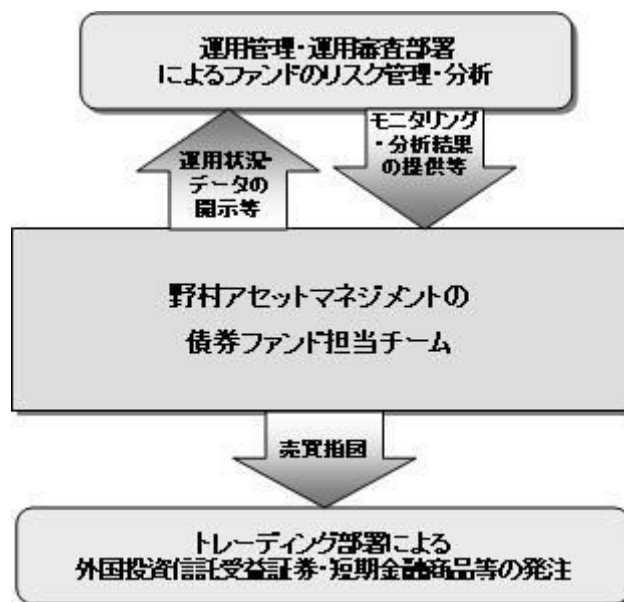 運用管理・運用審査部署
によるファンドのリスク管理・分析
運用状況・
データの
開示等
モニタリング
・分析結果
の提供等
野村アセットマネジメントの
債券ファンド担当チーム
売買指図
トレーディング部署による
外国投資信託受益証券・短期金融商品等の発注